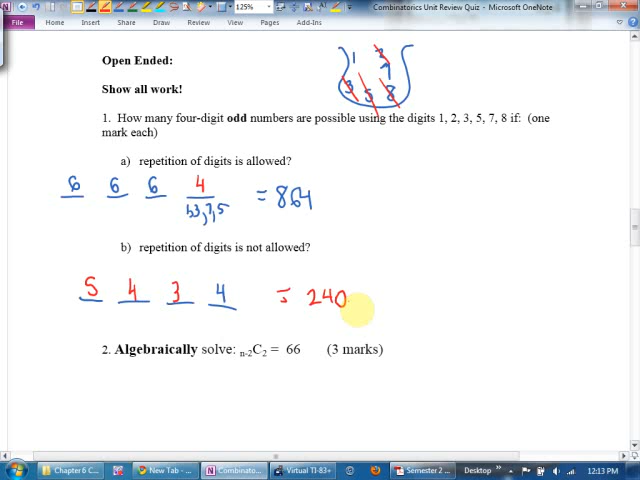 Combinatorics Unit Review Quiz - Microsoft OneNote
File Home Insert Share Draw Review View Add-Ins
125%
Open Ended:
1 2
7
Show all work!
3 5 8
1. How many four-digit odd numbers are possible using the digits 1, 2, 3, 5, 7, 8 if: (one
mark each)
a) repetition of digits is allowed?
6 6 6 4 = 864
1,3,7,5
b) repetition of digits is not allowed?
5 4 3 4 = 240
2. Algebraically solve: n-2C2 = 66 (3 marks)
Chapter 6 C... New Tab - ... Combinato... Virtual TI-83+ Semester 2 ... Desktop » 12:13 PM